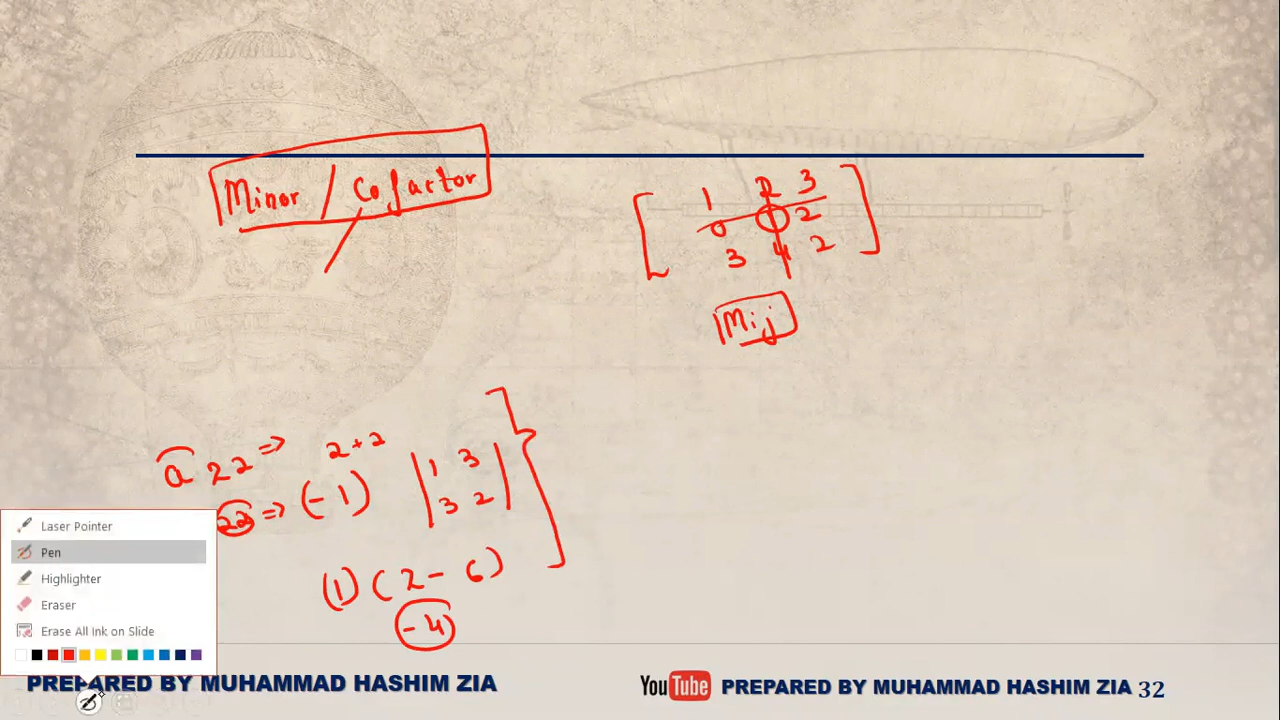 Minor / Cofactor
1 2 3
0 2
3 4 2
Mij
a 22 => 2+2
22 => (-1) | 1 3 |
| 3 2 |
(1) (2 - 6)
-4
Laser Pointer
Pen
Highlighter
Eraser
Erase All Ink on Slide
PREPARED BY MUHAMMAD HASHIM ZIA
YouTube PREPARED BY MUHAMMAD HASHIM ZIA 32